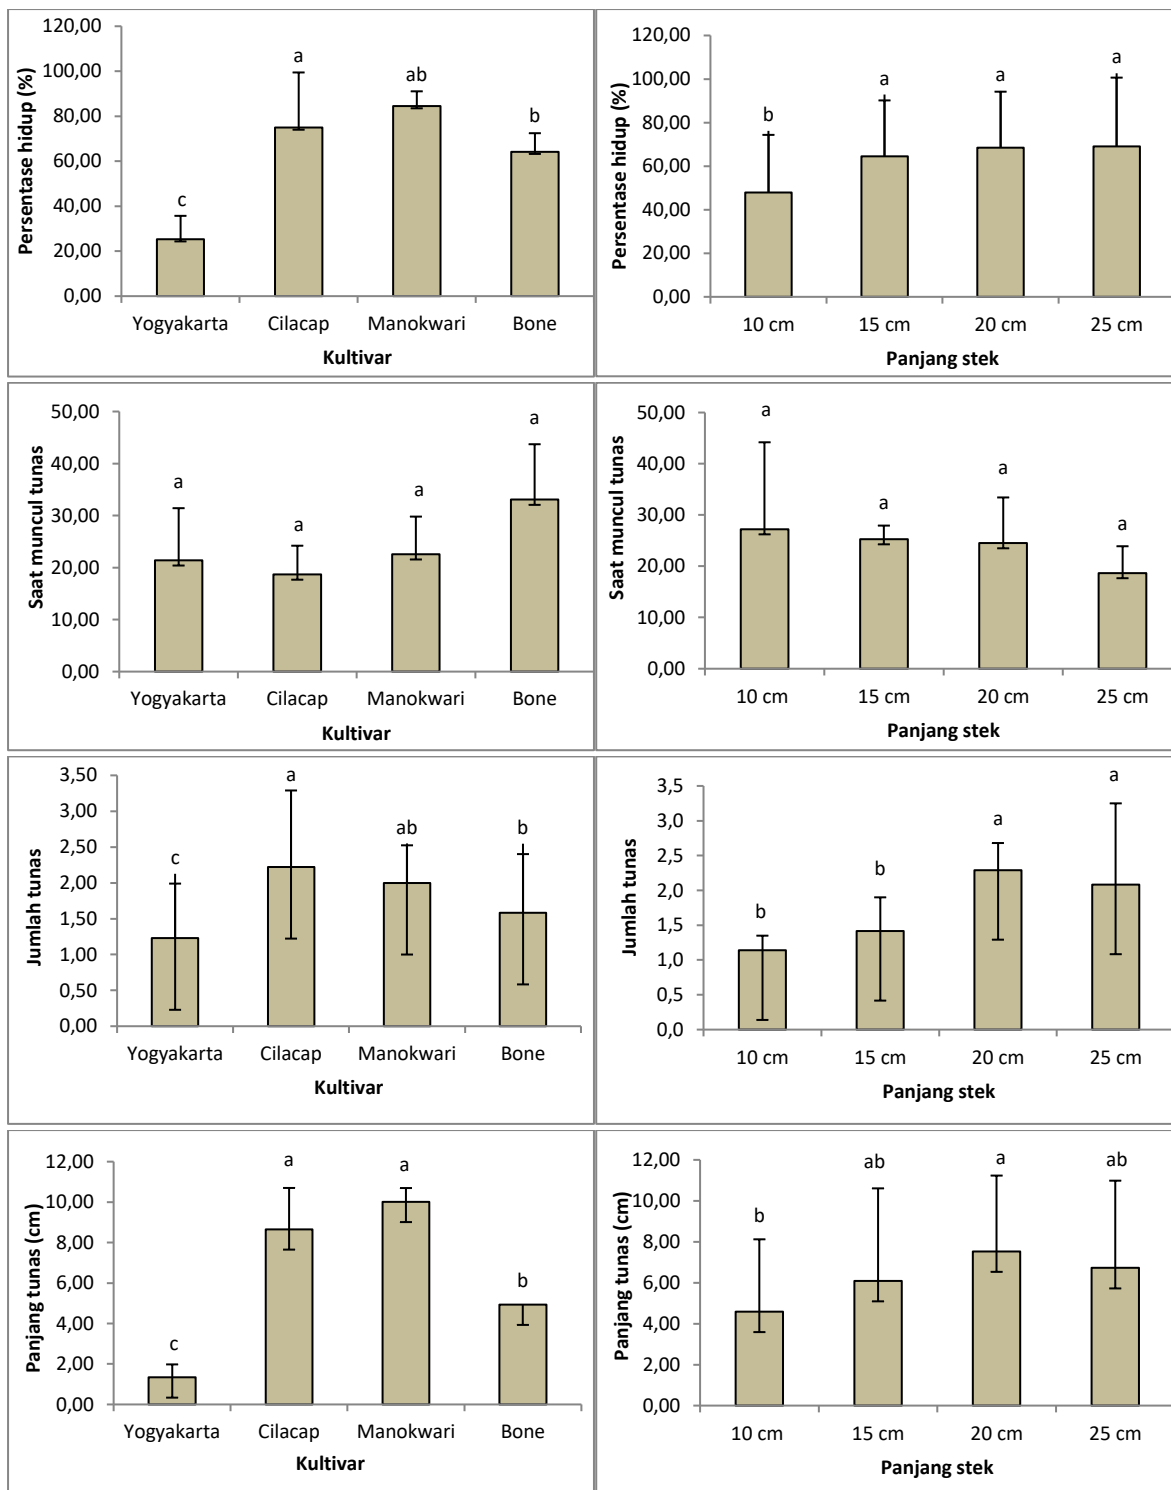 Persentase hidup (%)
120,00
100,00
80,00
60,00
40,00
20,00
0,00
c
a
ab
b
Yogyakarta Cilacap Manokwari Bone
Kultivar
Persentase hidup (%)
120,00
100,00
80,00
60,00
40,00
20,00
0,00
b
a
a
a
10 cm 15 cm 20 cm 25 cm
Panjang stek
Saat muncul tunas
50,00
40,00
30,00
20,00
10,00
0,00
a
a
a
a
Yogyakarta Cilacap Manokwari Bone
Kultivar
Saat muncul tunas
50,00
40,00
30,00
20,00
10,00
0,00
a
a
a
a
10 cm 15 cm 20 cm 25 cm
Panjang stek
Jumlah tunas
3,50
3,00
2,50
2,00
1,50
1,00
0,50
0,00
c
a
ab
b
Yogyakarta Cilacap Manokwari Bone
Kultivar
Jumlah tunas
3,5
3,0
2,5
2,0
1,5
1,0
0,5
0,0
b
b
a
a
10 cm 15 cm 20 cm 25 cm
Panjang stek
Panjang tunas (cm)
12,00
10,00
8,00
6,00
4,00
2,00
0,00
c
a
a
b
Yogyakarta Cilacap Manokwari Bone
Kultivar
Panjang tunas (cm)
12,00
10,00
8,00
6,00
4,00
2,00
0,00
b
ab
a
ab
10 cm 15 cm 20 cm 25 cm
Panjang stek